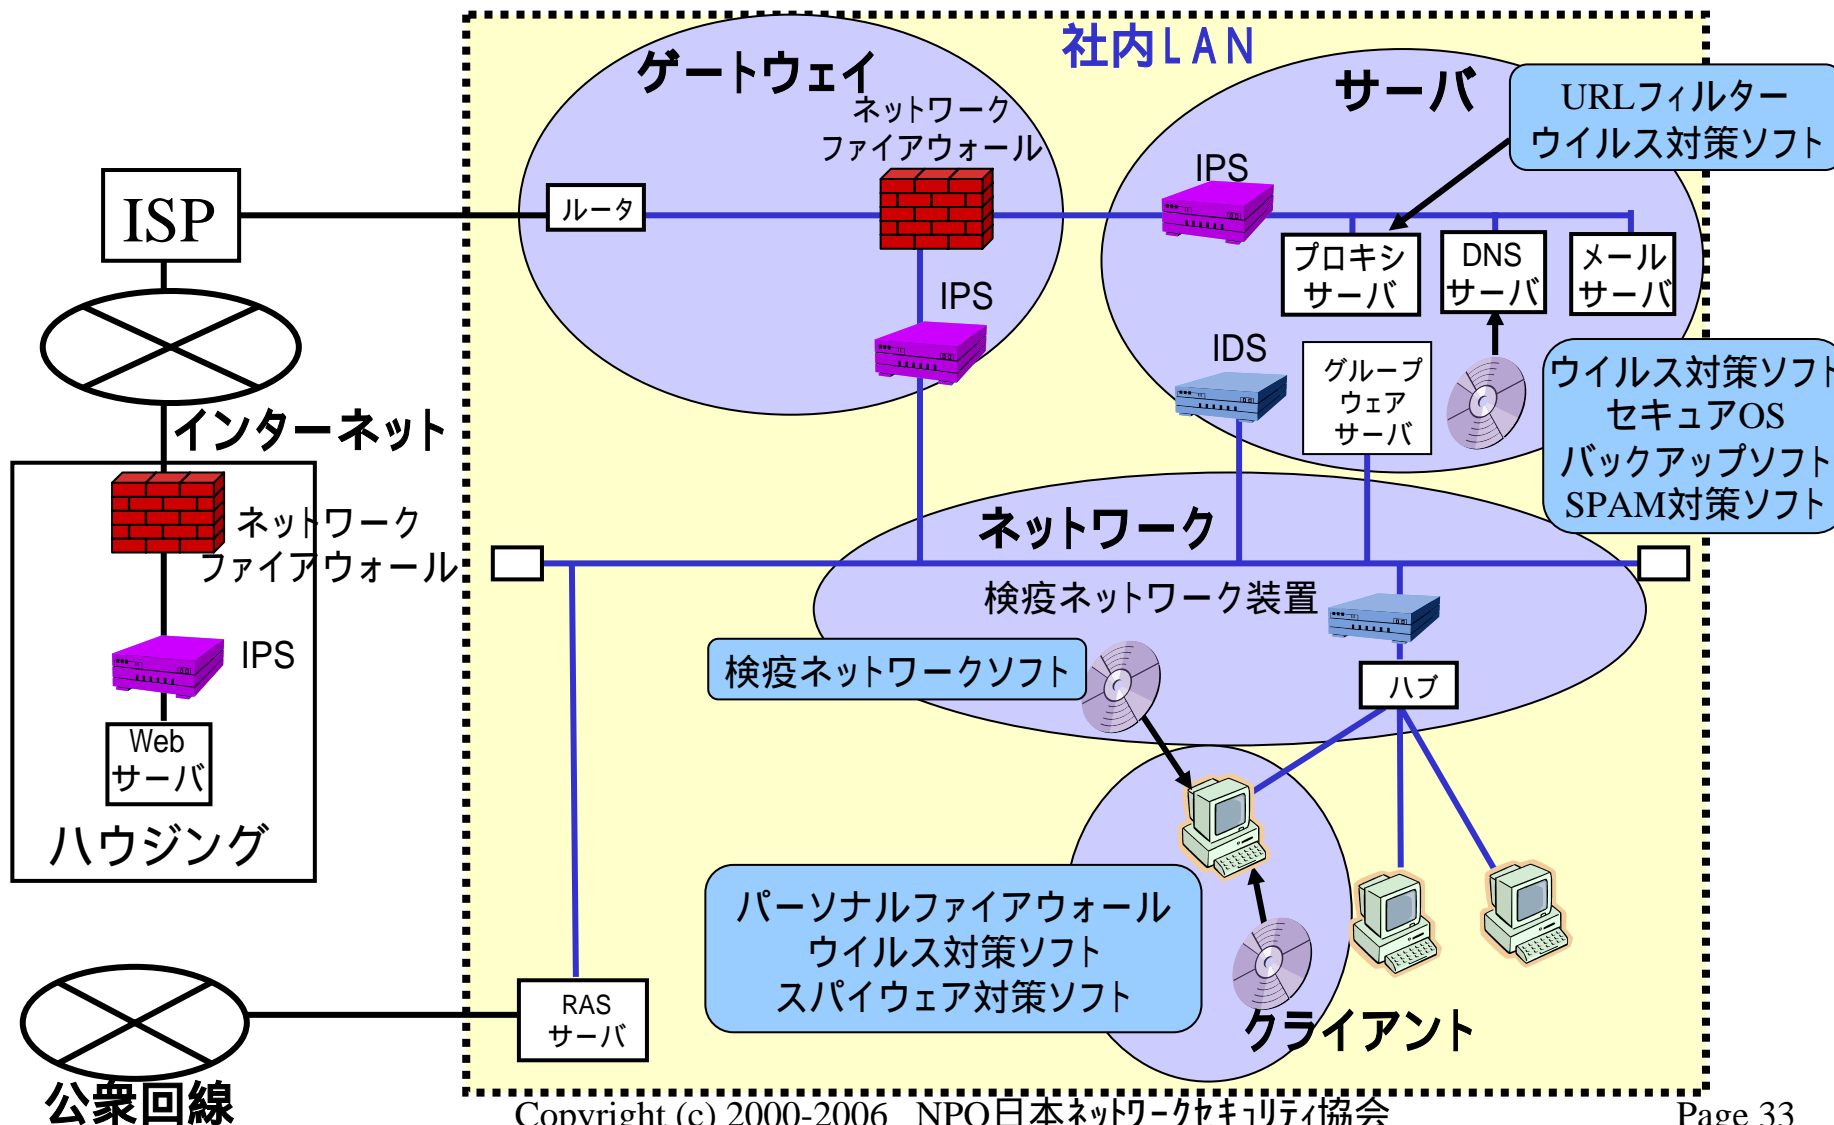 社内LAN
ゲートウェイ
ネットワーク
ファイアウォール
サーバ
URLフィルター
ウイルス対策ソフト
IPS
ISP
ルータ
プロキシ
サーバ
DNS
サーバ
メール
サーバ
IPS
IDS
グループ
ウェア
サーバ
ウイルス対策ソフト
セキュアOS
バックアップソフト
SPAM対策ソフト
インターネット
ネットワーク
ファイアウォール
ネットワーク
検疫ネットワーク装置
IPS
検疫ネットワークソフト
ハブ
Web
サーバ
ハウジング
パーソナルファイアウォール
ウイルス対策ソフト
スパイウェア対策ソフト
RAS
サーバ
クライアント
公衆回線
Copyright (c) 2000-2006 NPO日本ネットワークセキュリティ協会
Page 33